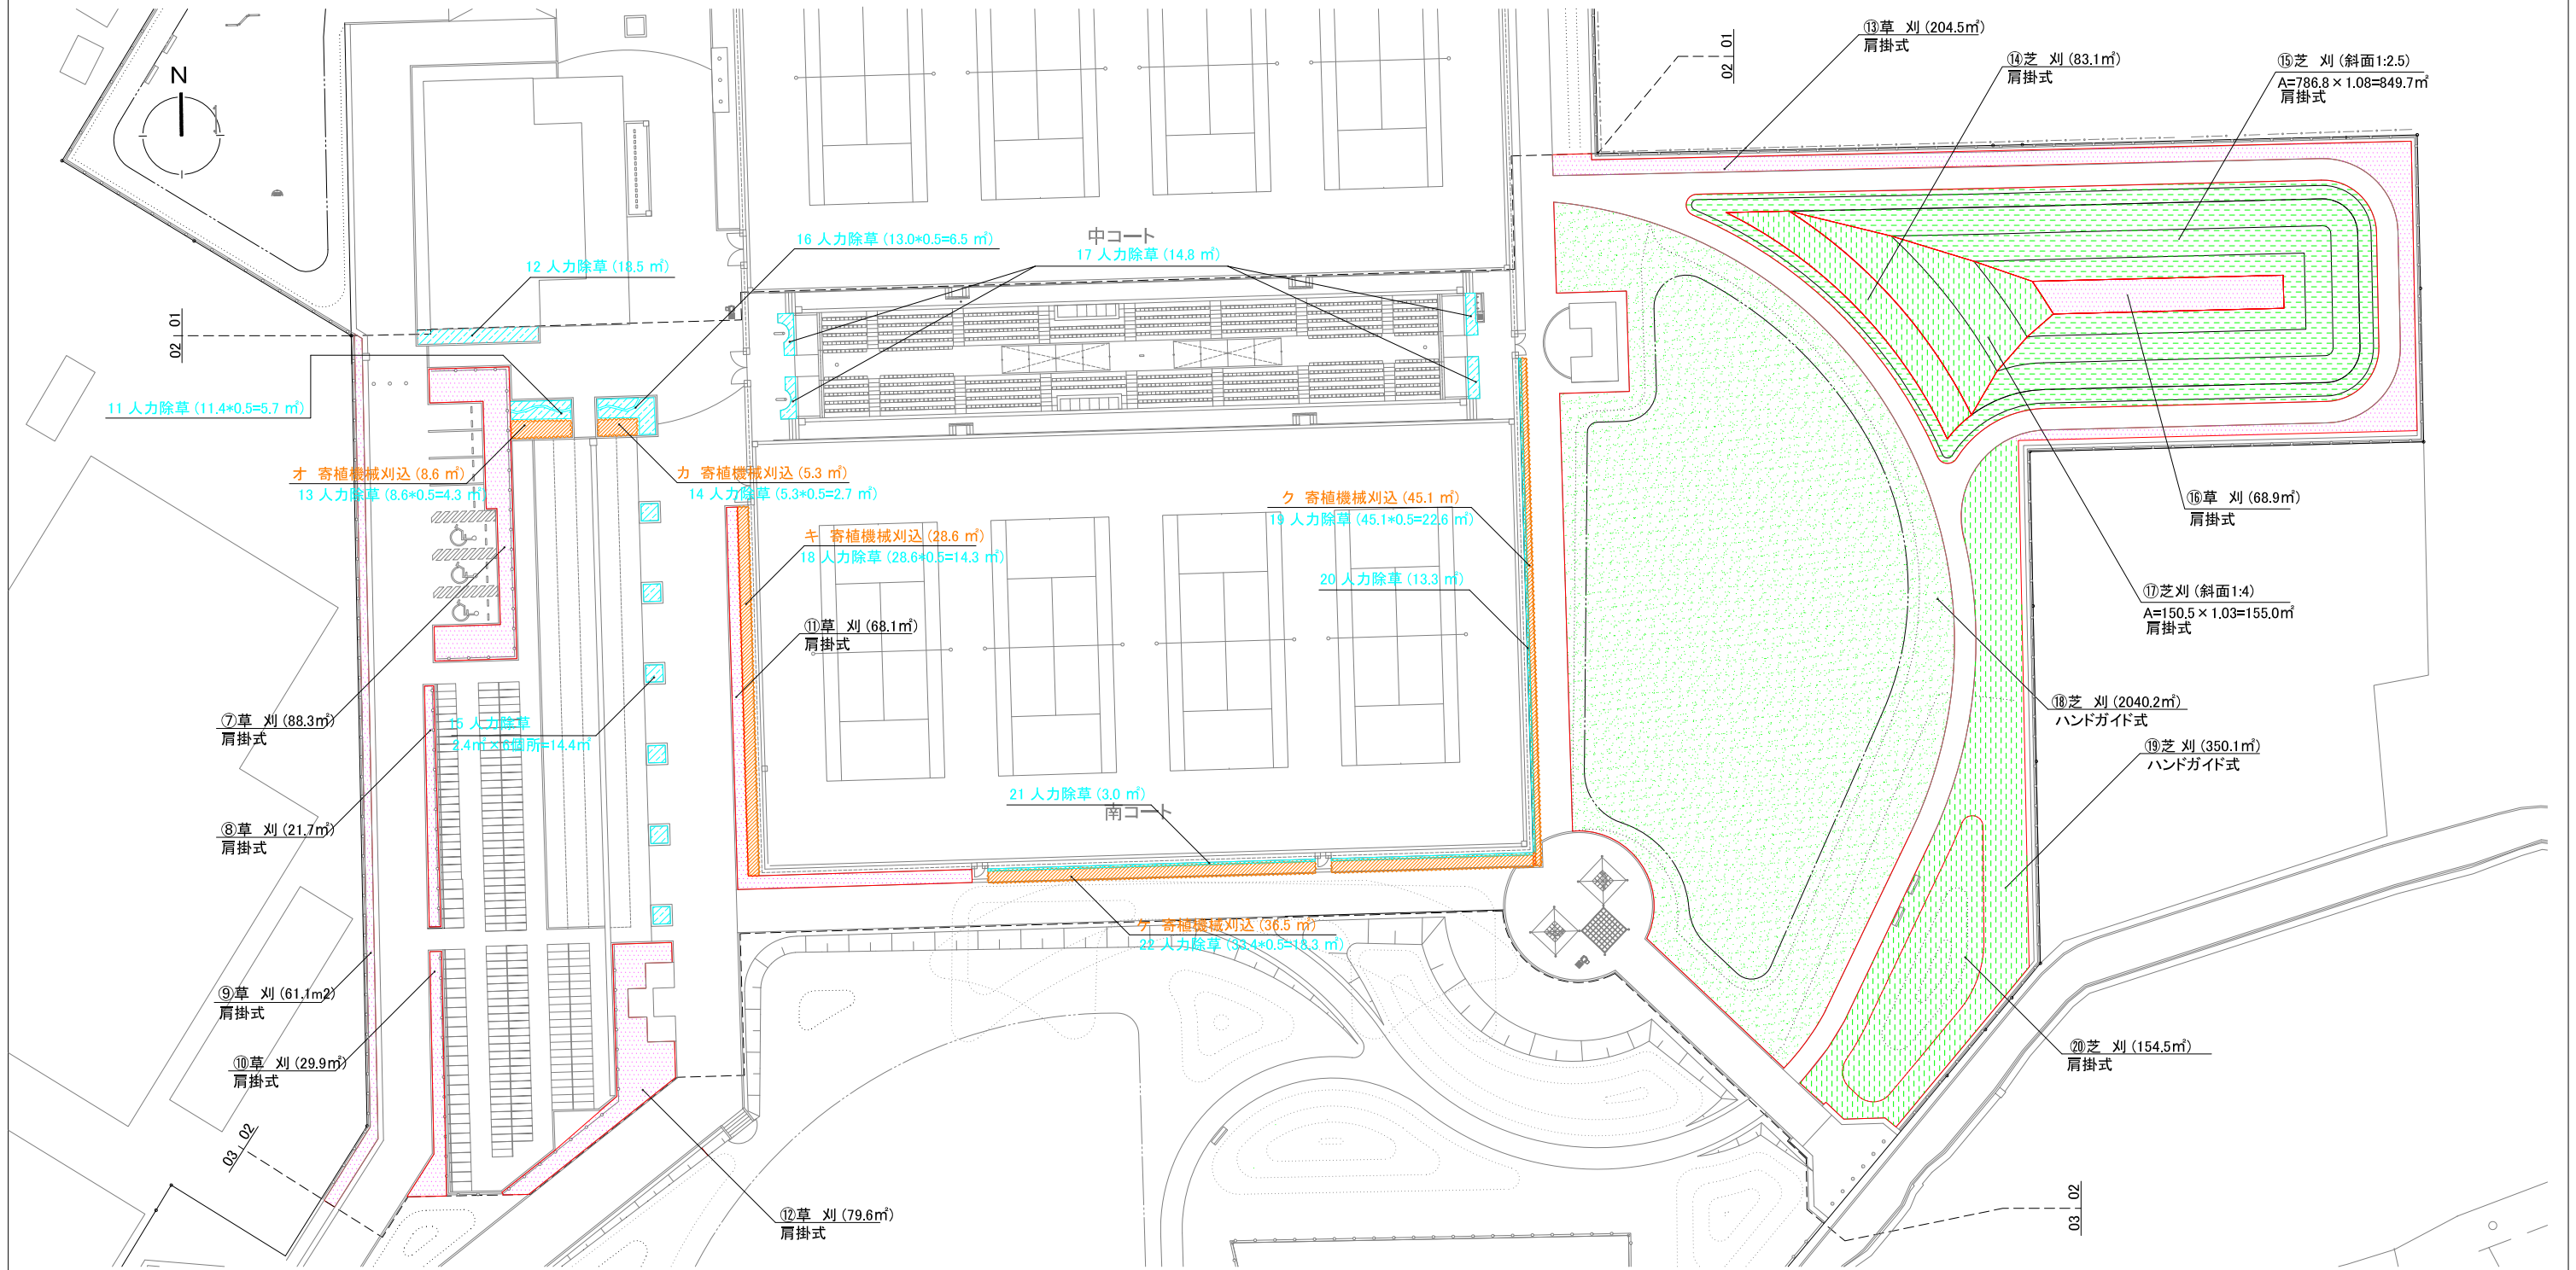 N
02 01
02 01
⑬草 刈 (204.5㎡)
肩掛式
⑭芝 刈 (83.1㎡)
肩掛式
⑮芝 刈 (斜面1:2.5)
A=786.8×1.08=849.7㎡
肩掛式
中コート
16 人力除草 (13.0*0.5=6.5 ㎡)
17 人力除草 (14.8 ㎡)
12 人力除草 (18.5 ㎡)
11 人力除草 (11.4*0.5=5.7 ㎡)
オ 寄植機械刈込 (8.6 ㎡)
13 人力除草 (8.6*0.5=4.3 ㎡)
カ 寄植機械刈込 (5.3 ㎡)
14 人力除草 (5.3*0.5=2.7 ㎡)
キ 寄植機械刈込 (28.6 ㎡)
18 人力除草 (28.6*0.5=14.3 ㎡)
ク 寄植機械刈込 (45.1 ㎡)
19 人力除草 (45.1*0.5=22.6 ㎡)
20 人力除草 (13.3 ㎡)
⑯草 刈 (68.9㎡)
肩掛式
⑰芝刈 (斜面1:4)
A=150.5×1.03=155.0㎡
肩掛式
⑪草 刈 (68.1㎡)
肩掛式
⑦草 刈 (88.3㎡)
肩掛式
15 人力除草
2.4㎡×6箇所=14.4㎡
⑱芝 刈 (2040.2㎡)
ハンドガイド式
⑲芝 刈 (350.1㎡)
ハンドガイド式
21 人力除草 (3.0 ㎡)
南コート
⑧草 刈 (21.7㎡)
肩掛式
ケ 寄植機械刈込 (36.5 ㎡)
22 人力除草 (33.4*0.5=18.3 ㎡)
⑨草 刈 (61.1m2)
肩掛式
⑩草 刈 (29.9㎡)
肩掛式
⑳芝 刈 (154.5㎡)
肩掛式
03 02
⑫草 刈 (79.6㎡)
肩掛式
03 02